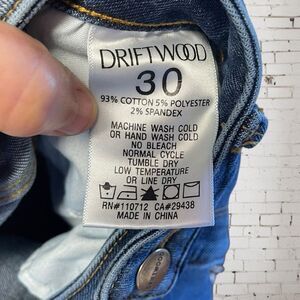 DRIFTWOOD
30
93% COTTON 5% POLYESTER
2% SPANDEX
MACHINE WASH COLD
OR HAND WASH COLD
NO BLEACH
NORMAL CYCLE
TUMBLE DRY
LOW TEMPERATURE
OR LINE DRY
RN#110712 CA#29438
MADE IN CHINA